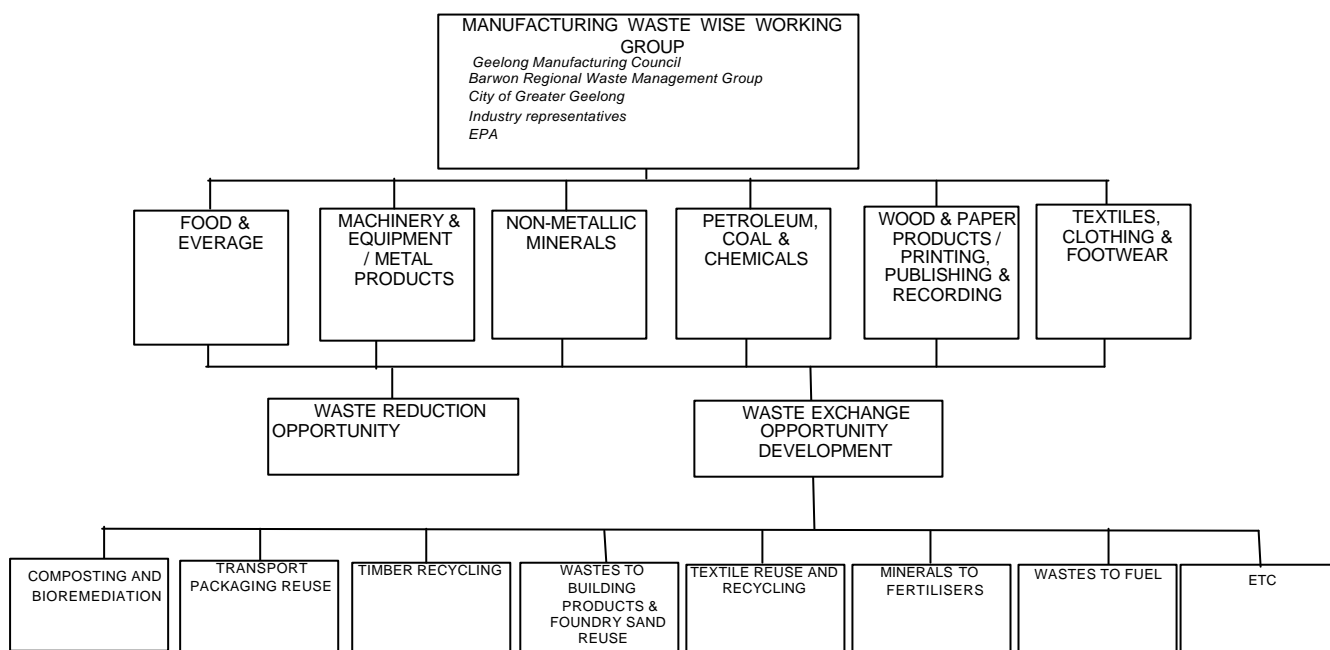 MANUFACTURING WASTE WISE WORKING
GROUP
Geelong Manufacturing Council
Barwon Regional Waste Management Group
City of Greater Geelong
Industry representatives
EPA
FOOD &
EVERAGE
MACHINERY &
EQUIPMENT
/ METAL
PRODUCTS
NON-METALLIC
MINERALS
PETROLEUM,
COAL &
CHEMICALS
WOOD & PAPER
PRODUCTS /
PRINTING,
PUBLISHING &
RECORDING
TEXTILES,
CLOTHING &
FOOTWEAR
WASTE REDUCTION
OPPORTUNITY
WASTE EXCHANGE
OPPORTUNITY
DEVELOPMENT
COMPOSTING AND
BIOREMEDIATION
TRANSPORT
PACKAGING REUSE
TIMBER RECYCLING
WASTES TO
BUILDING
PRODUCTS &
FOUNDRY SAND
REUSE
TEXTILE REUSE AND
RECYCLING
MINERALS TO
FERTILISERS
WASTES TO FUEL
ETC